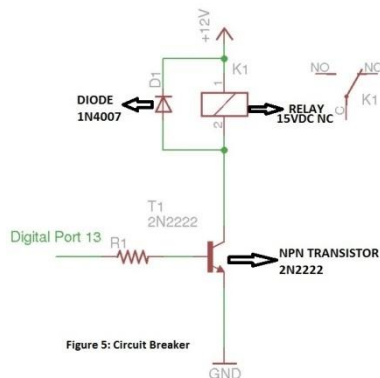 +12V
D1
K1
1
2
DIODE
1N4007
RELAY
15VDC NC
NO
NC
C
K1
T1
2N2222
Digital Port 13
R1
NPN TRANSISTOR
2N2222
Figure 5: Circuit Breaker
GND